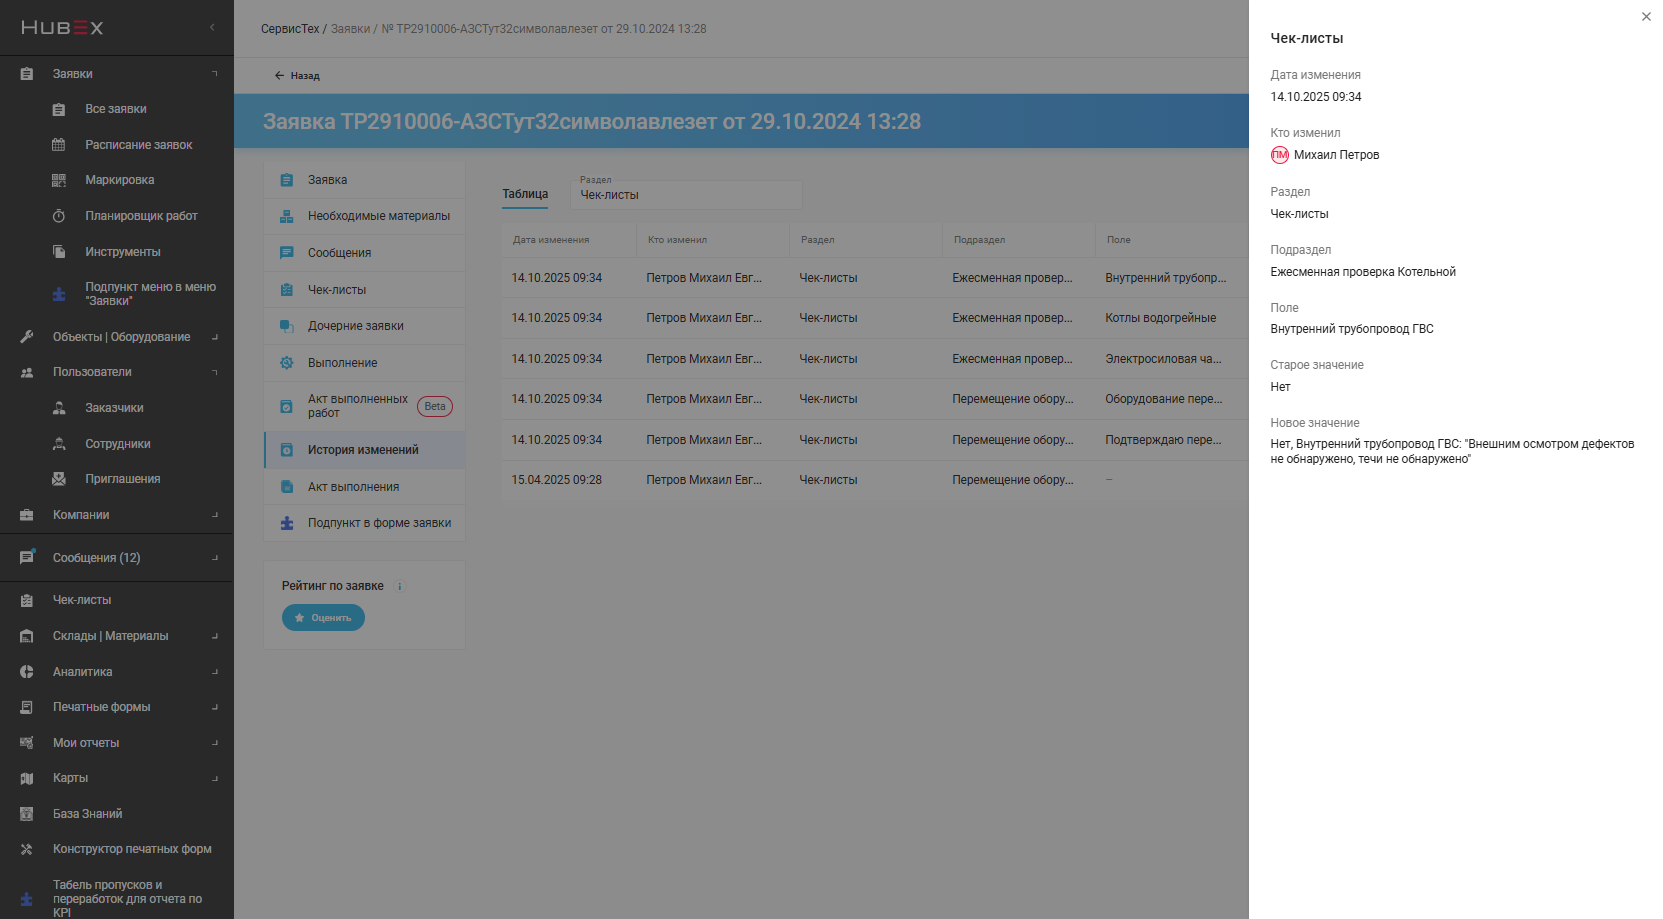 HUBEX
Заявки
Все заявки
Расписание заявок
Маркировка
Планировщик работ
Инструменты
Подпункт меню в меню
"Заявки"
Объекты | Оборудование
Пользователи
Заказчики
Сотрудники
Приглашения
Компании
Сообщения (12)
Чек-листы
Склады | Материалы
Аналитика
Печатные формы
Мои отчеты
Карты
База Знаний
Конструктор печатных форм
Табель пропусков и
переработок для отчета по
KPI
СервисТех / Заявки / № ТР2910006-АЗСТут32символавлезет от 29.10.2024 13:28
Назад
Заявка ТР2910006-АЗСТут32символавлезет от 29.10.2024 13:28
Заявка
Необходимые материалы
Сообщения
Чек-листы
Дочерние заявки
Выполнение
Акт выполненных
работ
Beta
История изменений
Акт выполнения
Подпункт в форме заявки
Рейтинг по заявке
i
Оценить
Таблица
Раздел
Чек-листы
Дата изменения Кто изменил Раздел Подраздел Поле
14.10.2025 09:34 Петров Михаил Евг... Чек-листы Ежесменная провер... Внутренний трубопр...
14.10.2025 09:34 Петров Михаил Евг... Чек-листы Ежесменная провер... Котлы водогрейные
14.10.2025 09:34 Петров Михаил Евг... Чек-листы Ежесменная провер... Электросиловая ча...
14.10.2025 09:34 Петров Михаил Евг... Чек-листы Перемещение обору... Оборудование пере...
14.10.2025 09:34 Петров Михаил Евг... Чек-листы Перемещение обору... Подтверждаю пере...
15.04.2025 09:28 Петров Михаил Евг... Чек-листы Перемещение обору... –
Чек-листы
Дата изменения
14.10.2025 09:34
Кто изменил
ПМ Михаил Петров
Раздел
Чек-листы
Подраздел
Ежесменная проверка Котельной
Поле
Внутренний трубопровод ГВС
Старое значение
Нет
Новое значение
Нет, Внутренний трубопровод ГВС: "Внешним осмотром дефектов
не обнаружено, течи не обнаружено"